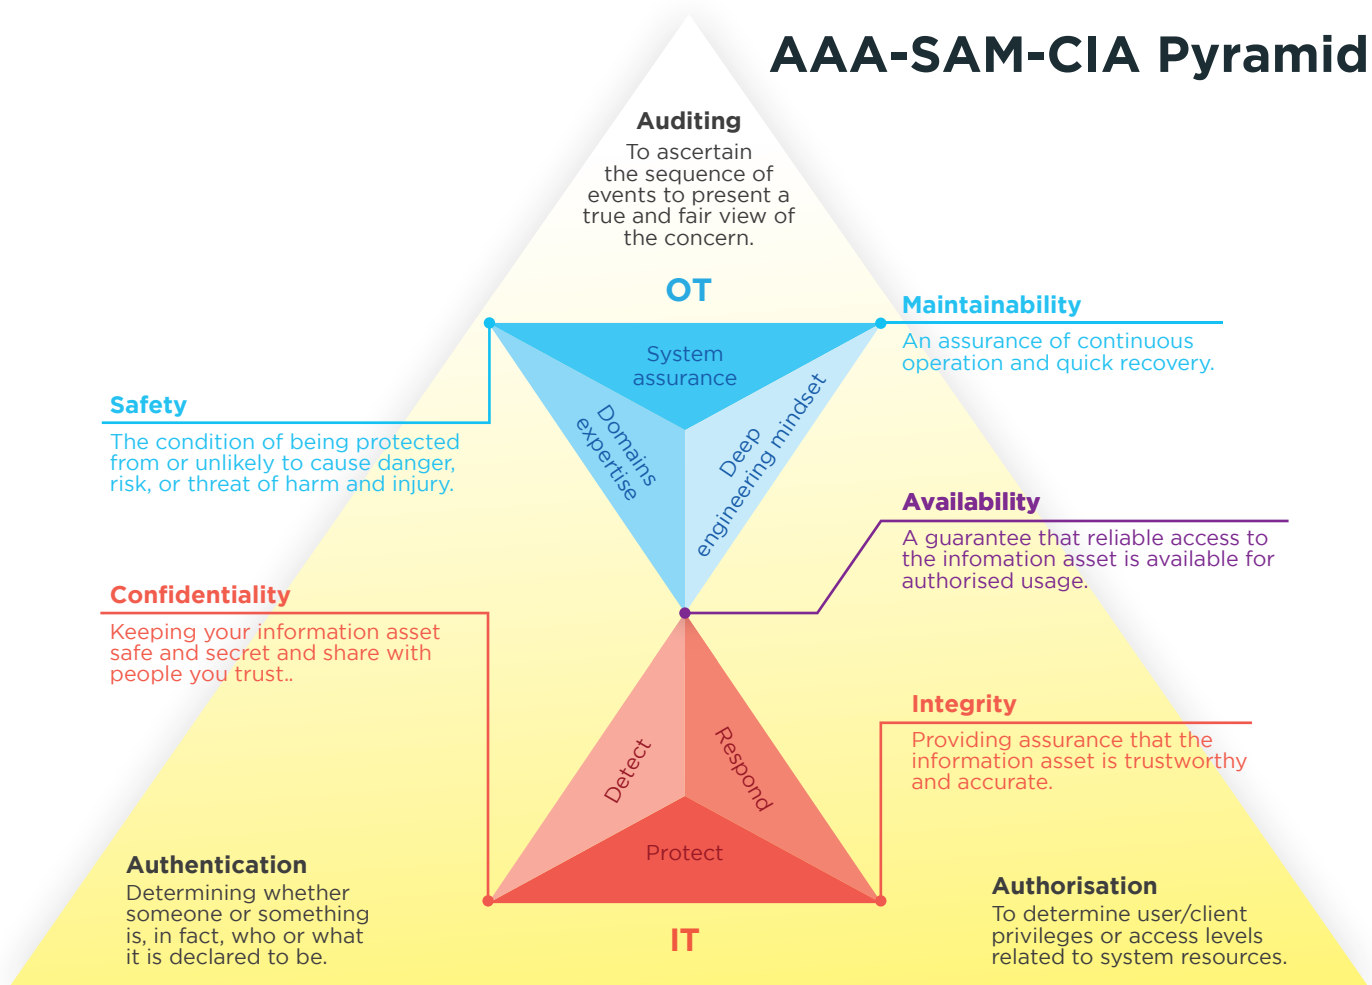 AAA-SAM-CIA Pyramid
Auditing
To ascertain
the sequence of
events to present a
true and fair view of
the concern.
OT
Maintainability
An assurance of continuous
operation and quick recovery.
System
assurance
Domains
expertise
Deep
engineering mindset
Safety
The condition of being protected
from or unlikely to cause danger,
risk, or threat of harm and injury.
Availability
A guarantee that reliable access to
the infomation asset is available for
authorised usage.
Confidentiality
Keeping your information asset
safe and secret and share with
people you trust..
Integrity
Providing assurance that the
information asset is trustworthy
and accurate.
Detect
Respond
Protect
Authentication
Determining whether
someone or something
is, in fact, who or what
it is declared to be.
IT
Authorisation
To determine user/client
privileges or access levels
related to system resources.